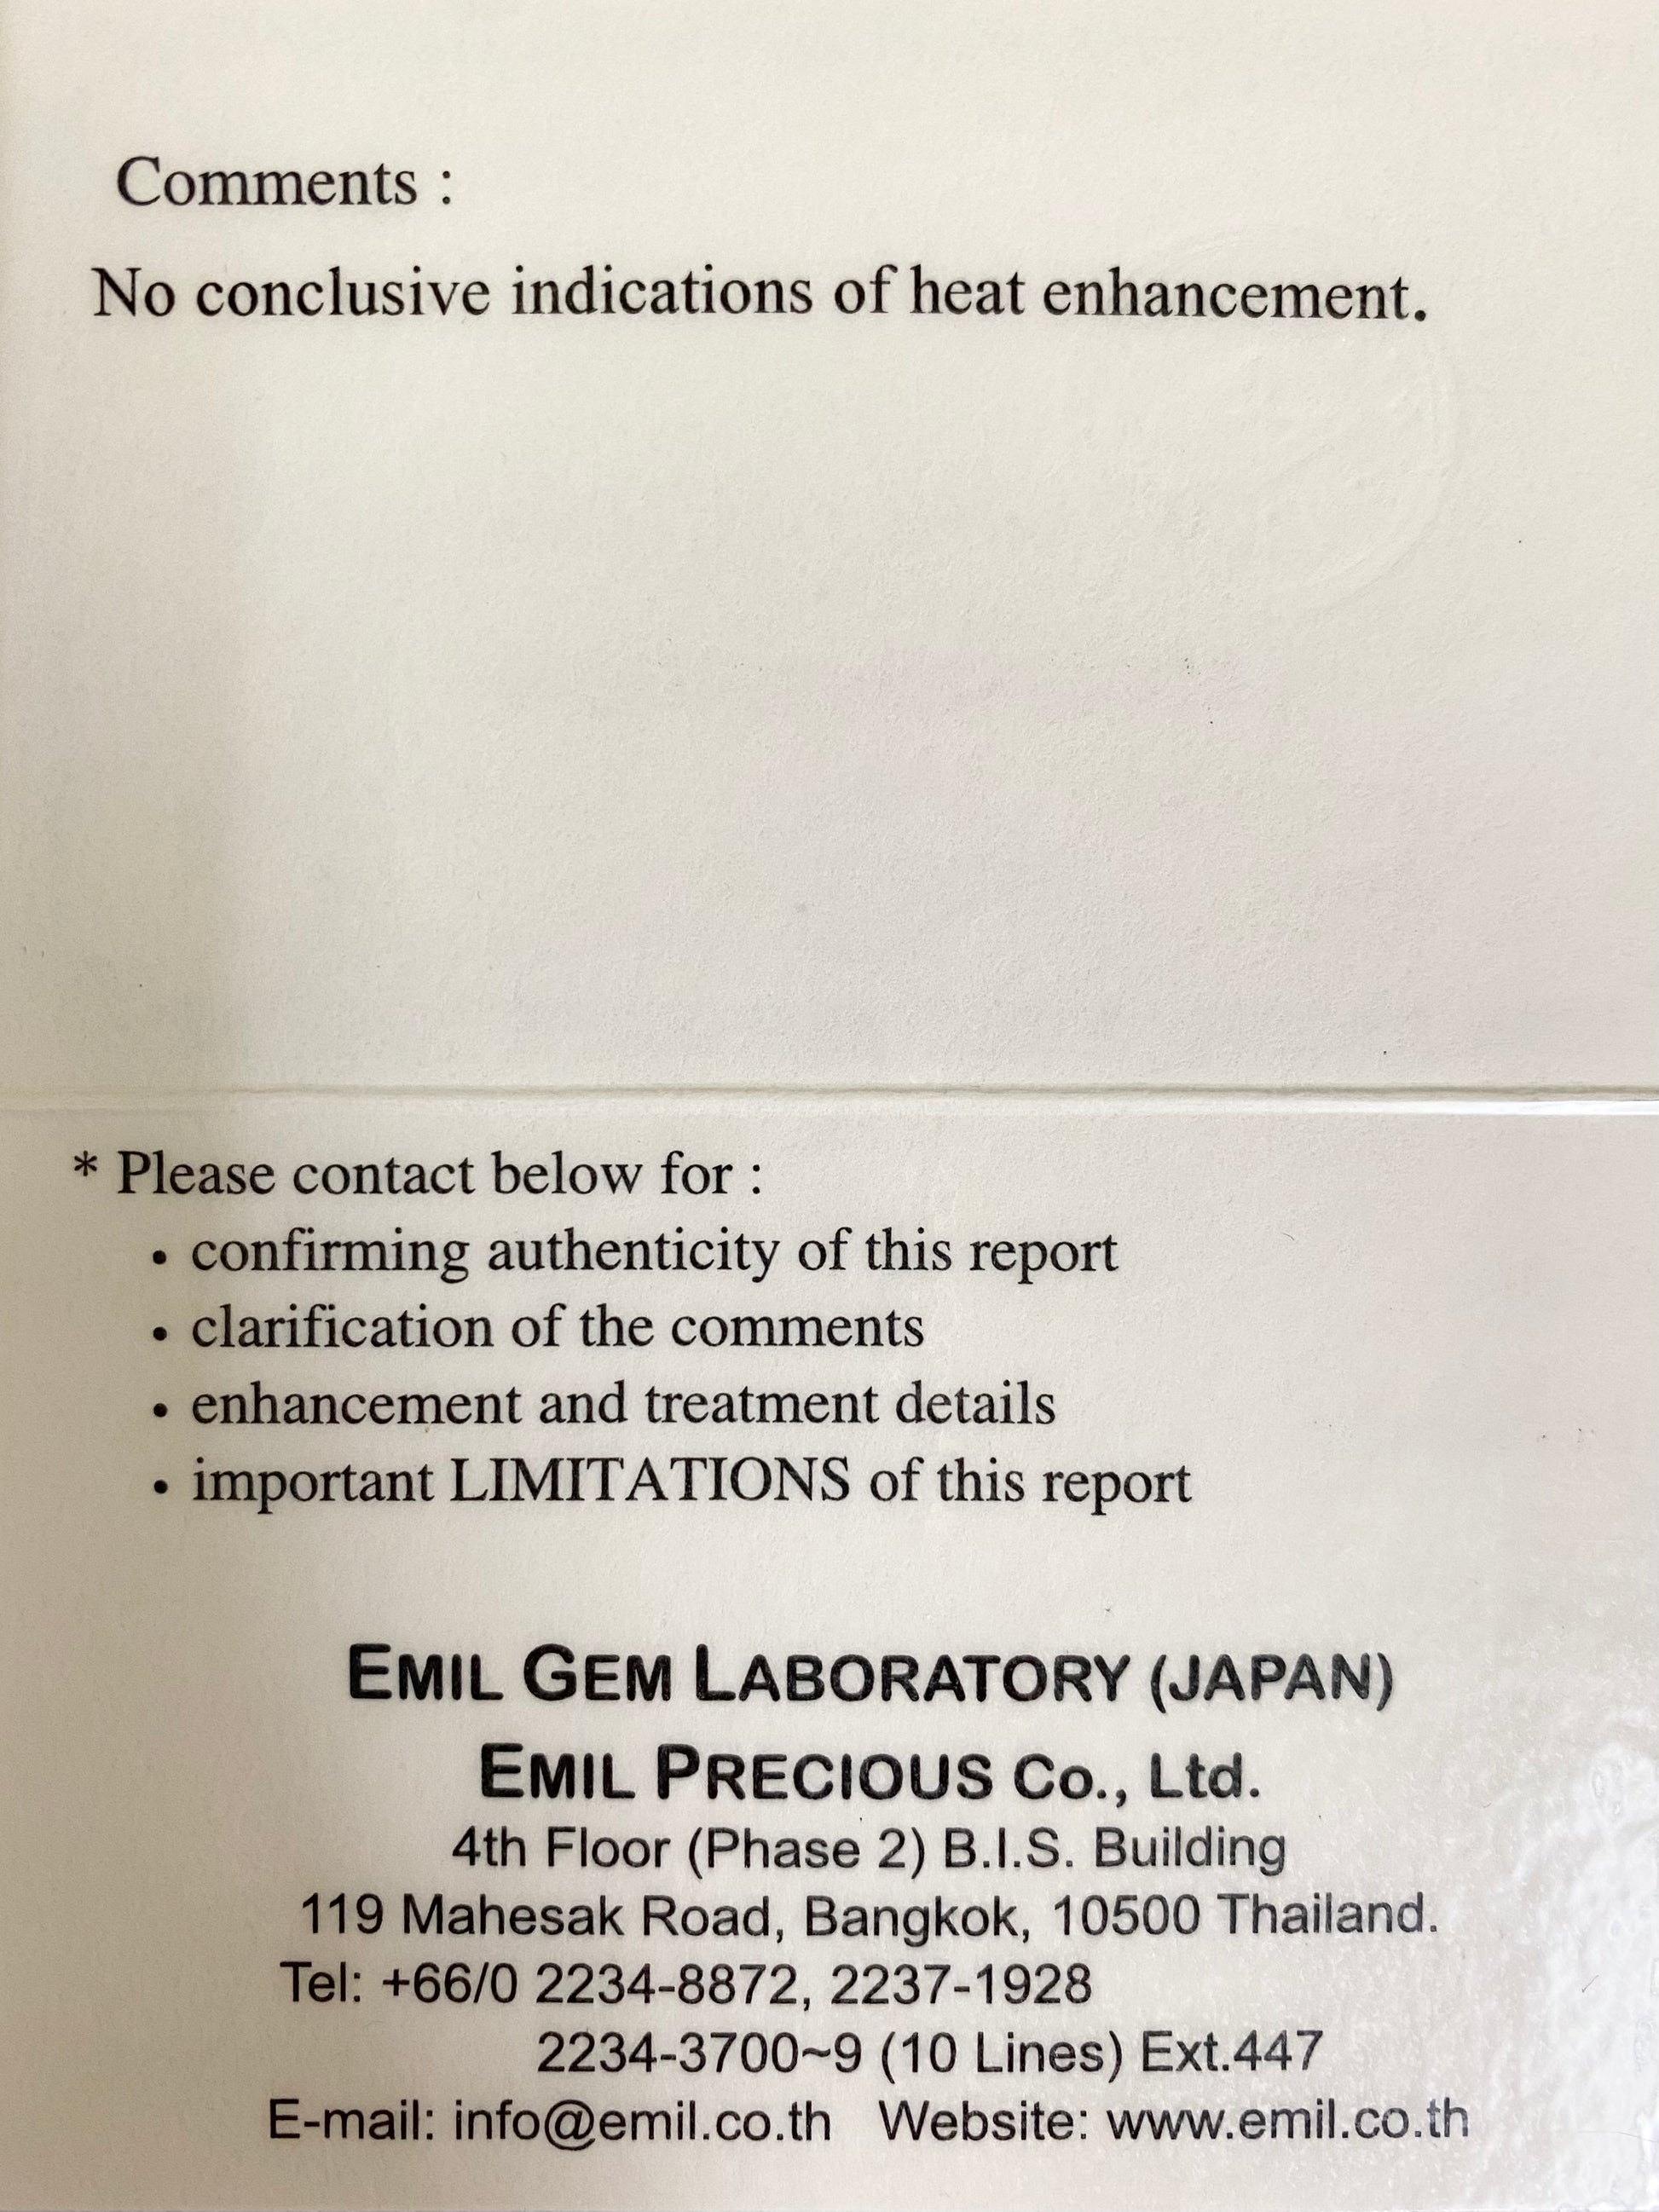 Comments :
No conclusive indications of heat enhancement.
* Please contact below for :
• confirming authenticity of this report
• clarification of the comments
• enhancement and treatment details
• important LIMITATIONS of this report
EMIL GEM LABORATORY (JAPAN)
EMIL PRECIOUS Co., Ltd.
4th Floor (Phase 2) B.I.S. Building
119 Mahesak Road, Bangkok, 10500 Thailand.
Tel: +66/0 2234-8872, 2237-1928
2234-3700~9 (10 Lines) Ext.447
E-mail: info@emil.co.th Website: www.emil.co.th